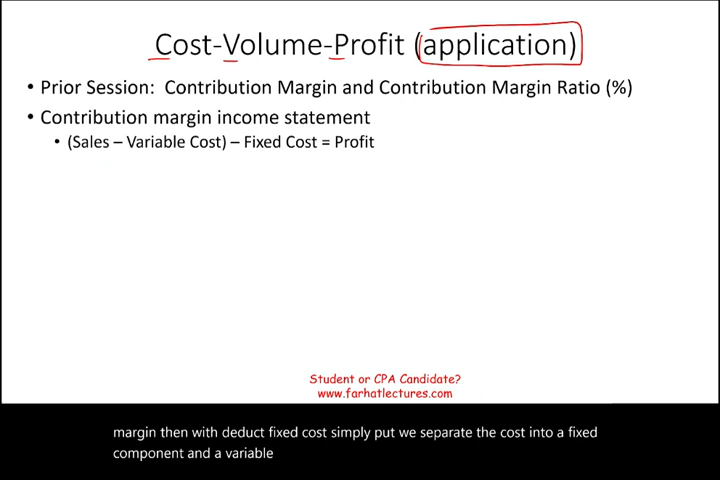 Cost-Volume-Profit (application)
• Prior Session: Contribution Margin and Contribution Margin Ratio (%)
• Contribution margin income statement
• (Sales – Variable Cost) – Fixed Cost = Profit
Student or CPA Candidate?
www.farhatlectures.com
margin then with deduct fixed cost simply put we separate the cost into a fixed
component and a variable